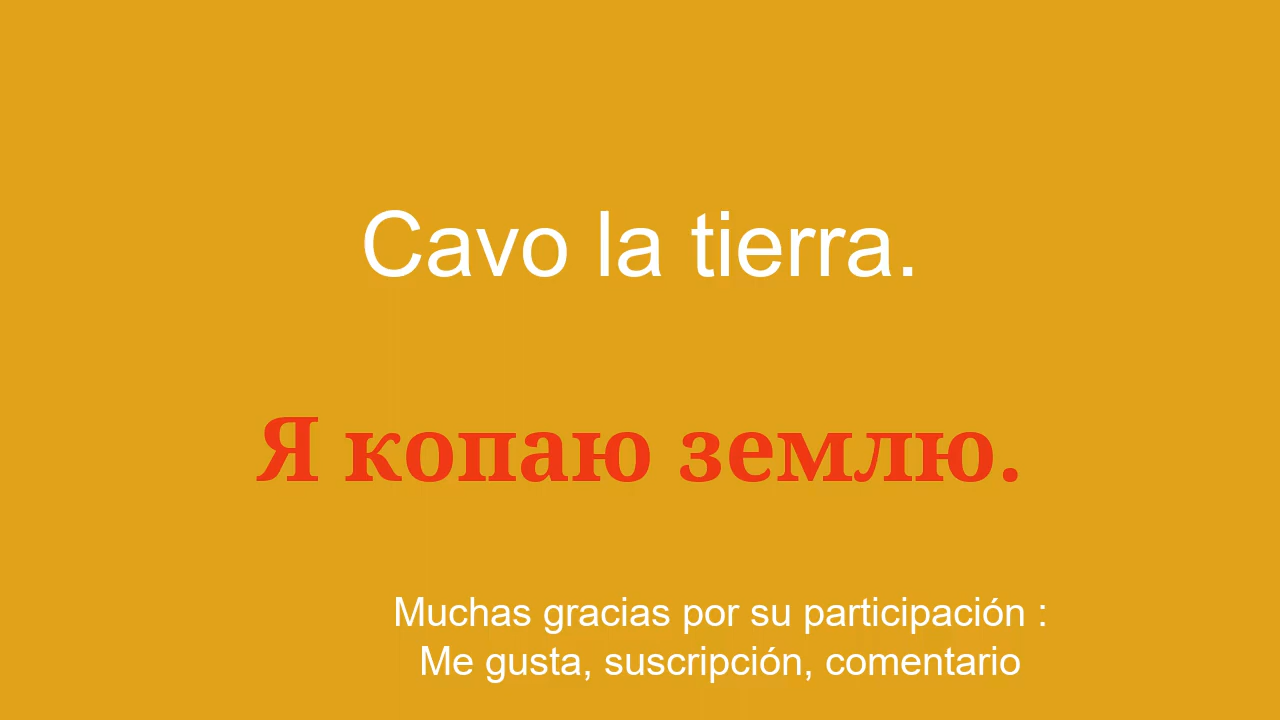 Cavo la tierra.
Я копаю землю.
Muchas gracias por su participación :
Me gusta, suscripción, comentario